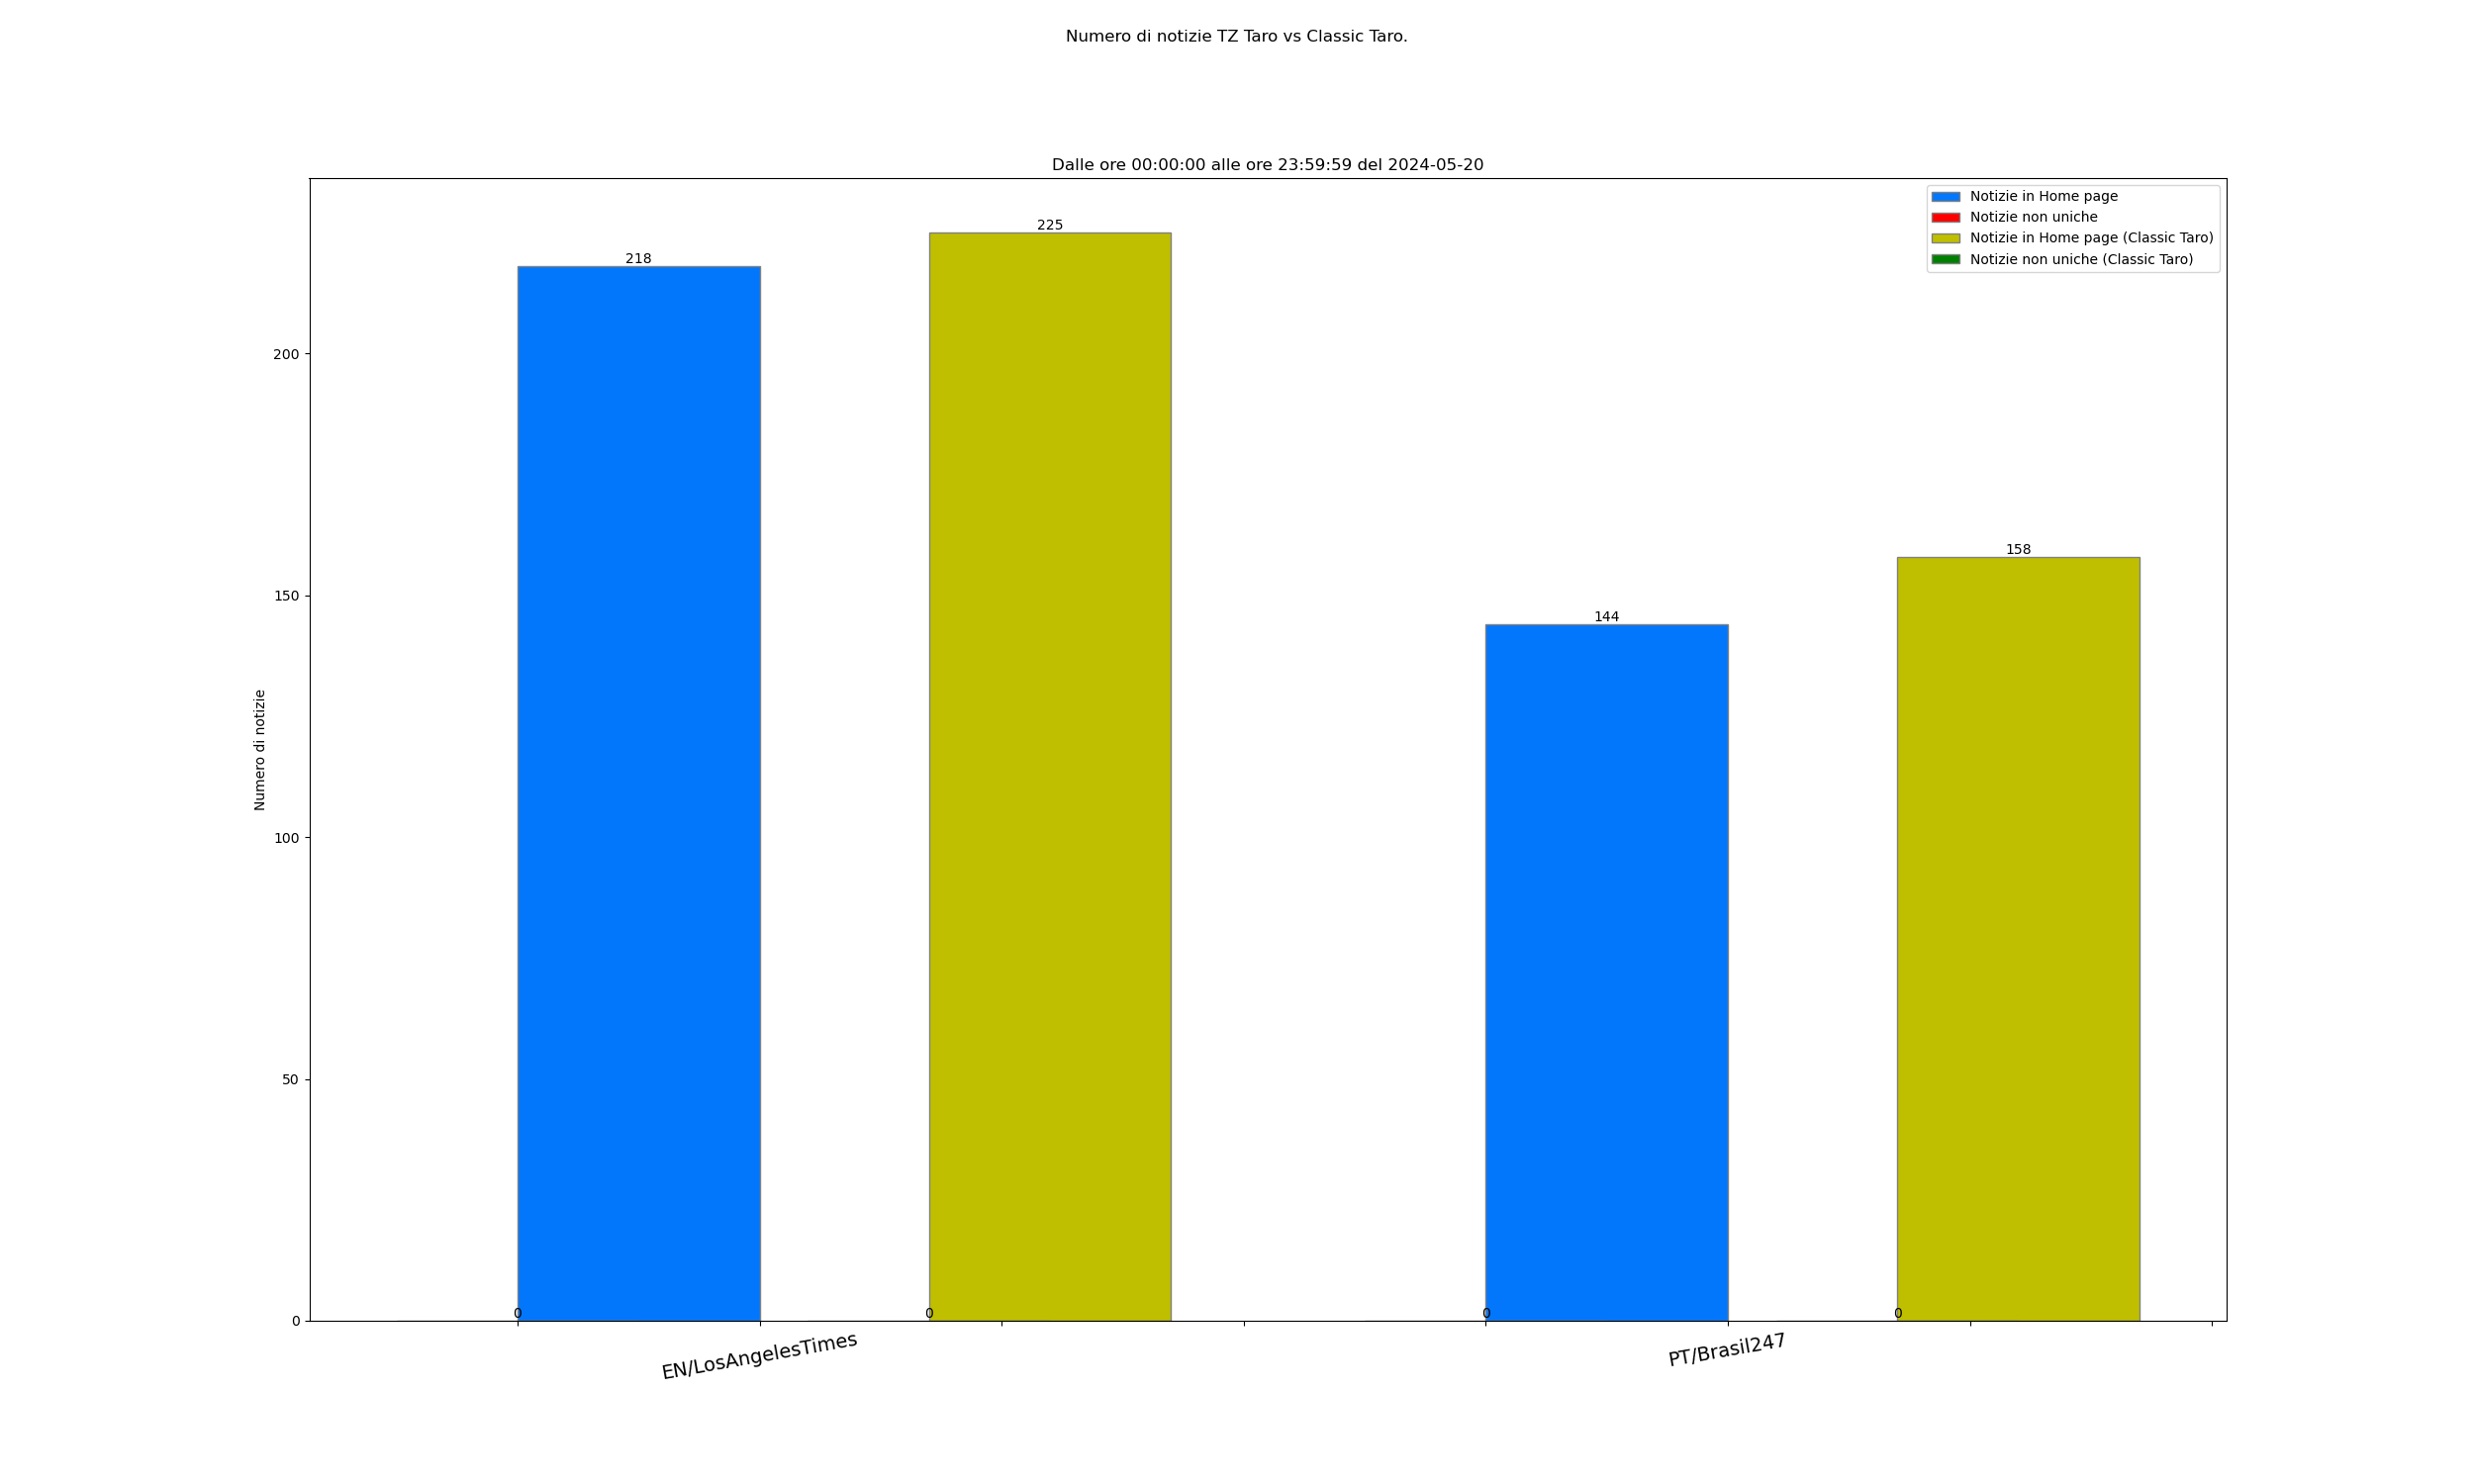 Numero di notizie TZ Taro vs Classic Taro.
Dalle ore 00:00:00 alle ore 23:59:59 del 2024-05-20
Notizie in Home page
Notizie non uniche
Notizie in Home page (Classic Taro)
Notizie non uniche (Classic Taro)
225
218
200
158
150
144
Numero di notizie
100
50
0
0
0
0
0
EN/LosAngelesTimes
PT/Brasil247